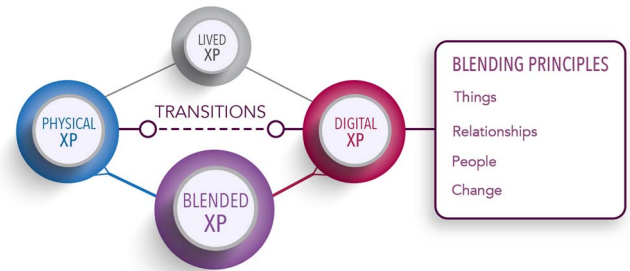 LIVED
XP
PHYSICAL
XP
TRANSITIONS
DIGITAL
XP
BLENDED
XP
BLENDING PRINCIPLES
Things
Relationships
People
Change